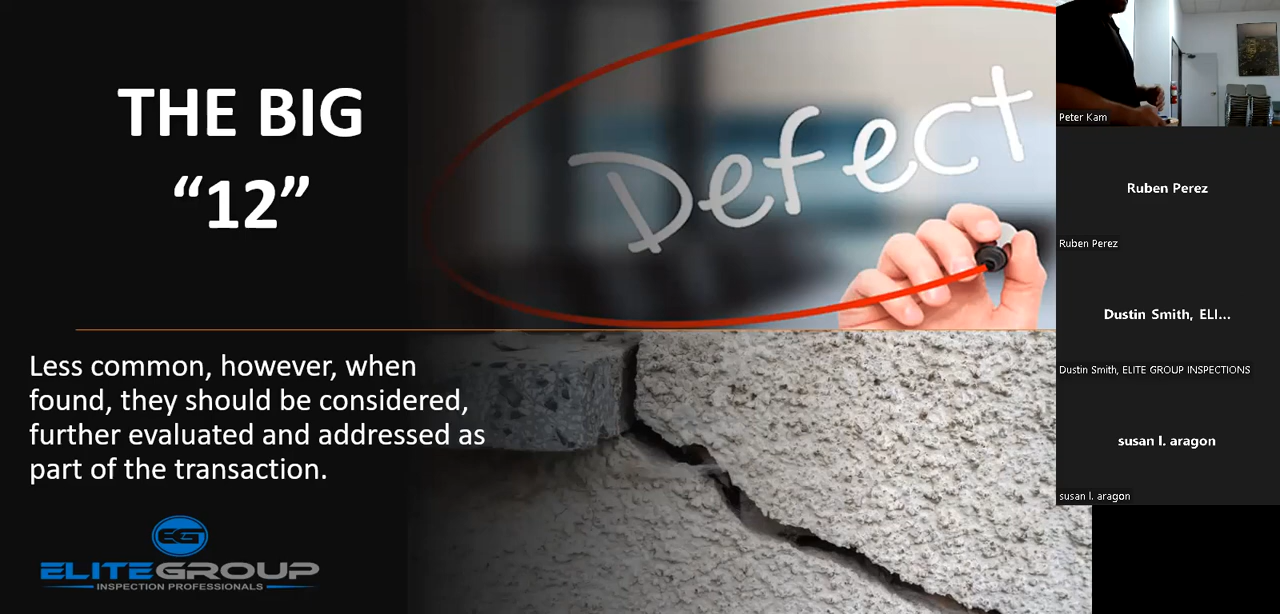 THE BIG
“12”
Defect
Less common, however, when
found, they should be considered,
further evaluated and addressed as
part of the transaction.
EG
ELITEGROUP
INSPECTION PROFESSIONALS
Peter Kam
Ruben Perez
Ruben Perez
Dustin Smith, ELI...
Dustin Smith, ELITE GROUP INSPECTIONS
susan l. aragon
susan l. aragon